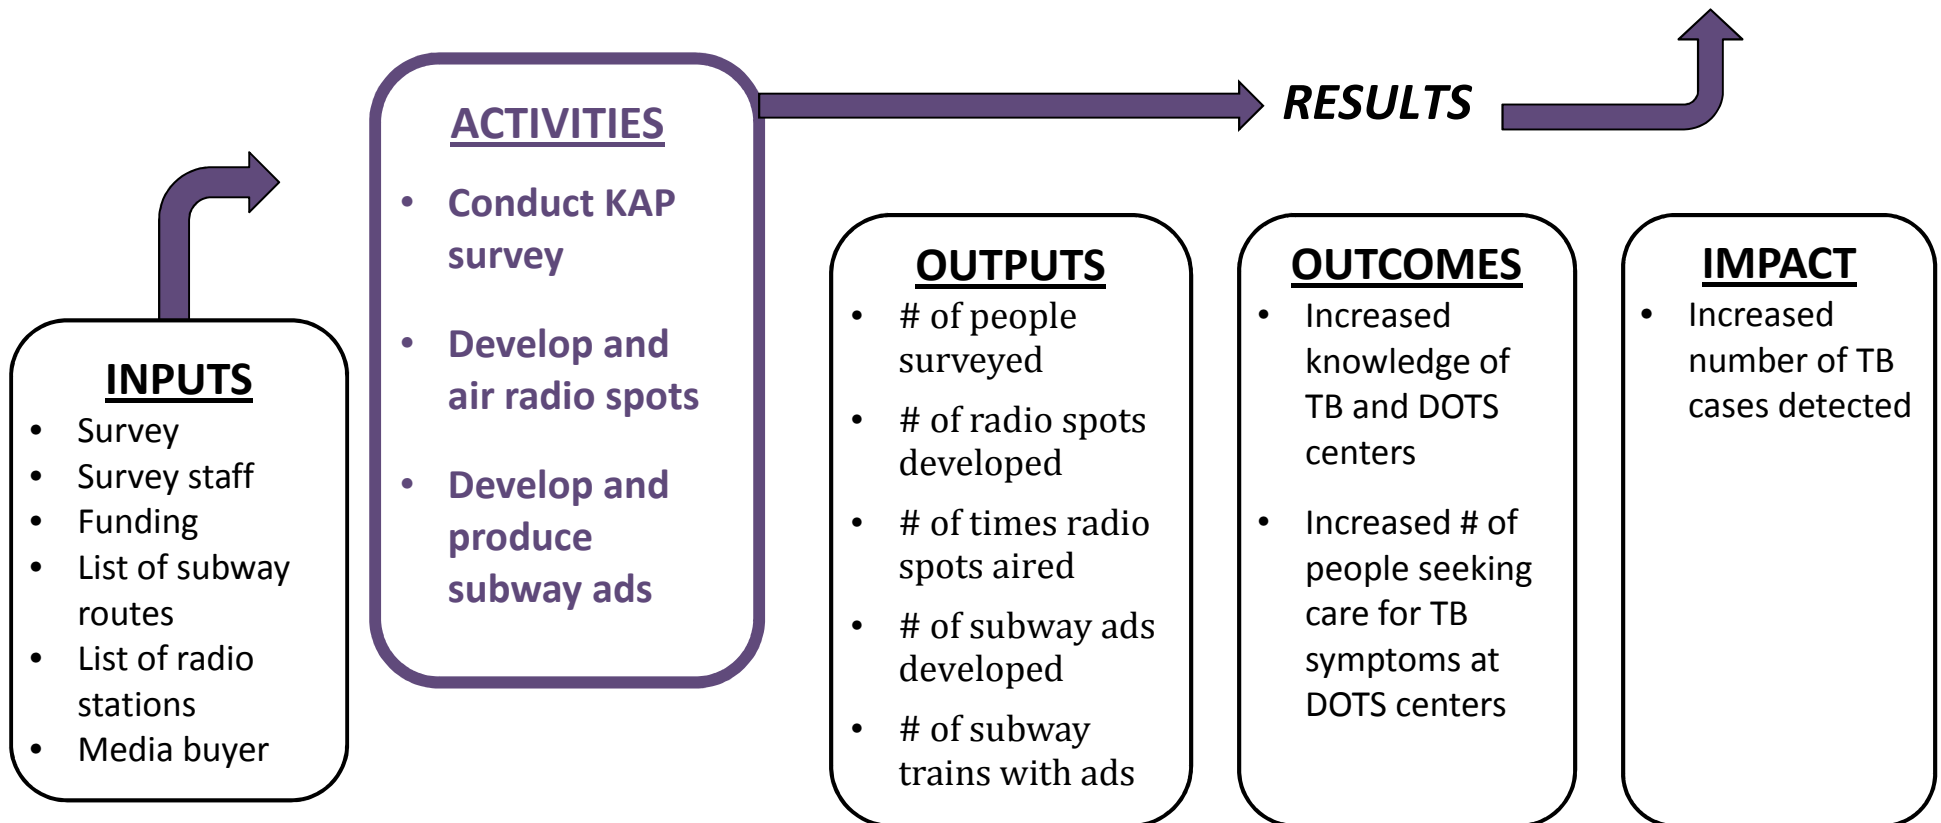 RESULTS
ACTIVITIES
• Conduct KAP
survey
• Develop and
air radio spots
• Develop and
produce
subway ads
INPUTS
• Survey
• Survey staff
• Funding
• List of subway
routes
• List of radio
stations
• Media buyer
OUTPUTS
• # of people
surveyed
• # of radio spots
developed
• # of times radio
spots aired
• # of subway ads
developed
• # of subway
trains with ads
OUTCOMES
• Increased
knowledge of
TB and DOTS
centers
• Increased # of
people seeking
care for TB
symptoms at
DOTS centers
IMPACT
• Increased
number of TB
cases detected